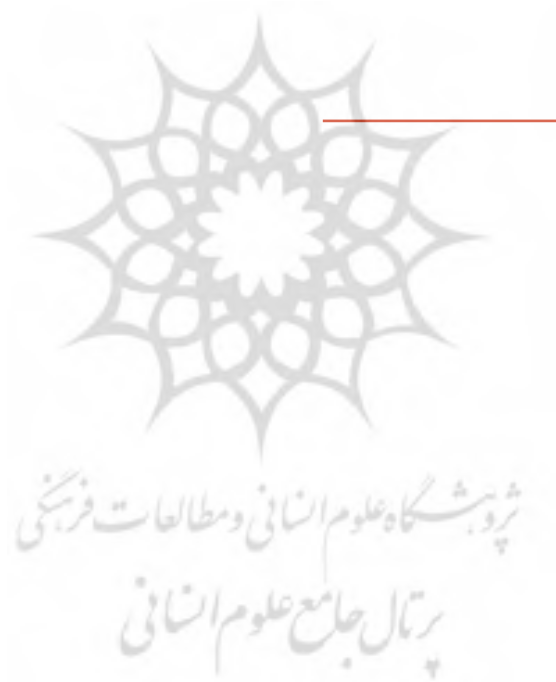 پژوهشگاه علوم انسانی و مطالعات فرهنگی
پرتال جامع علوم انسانی